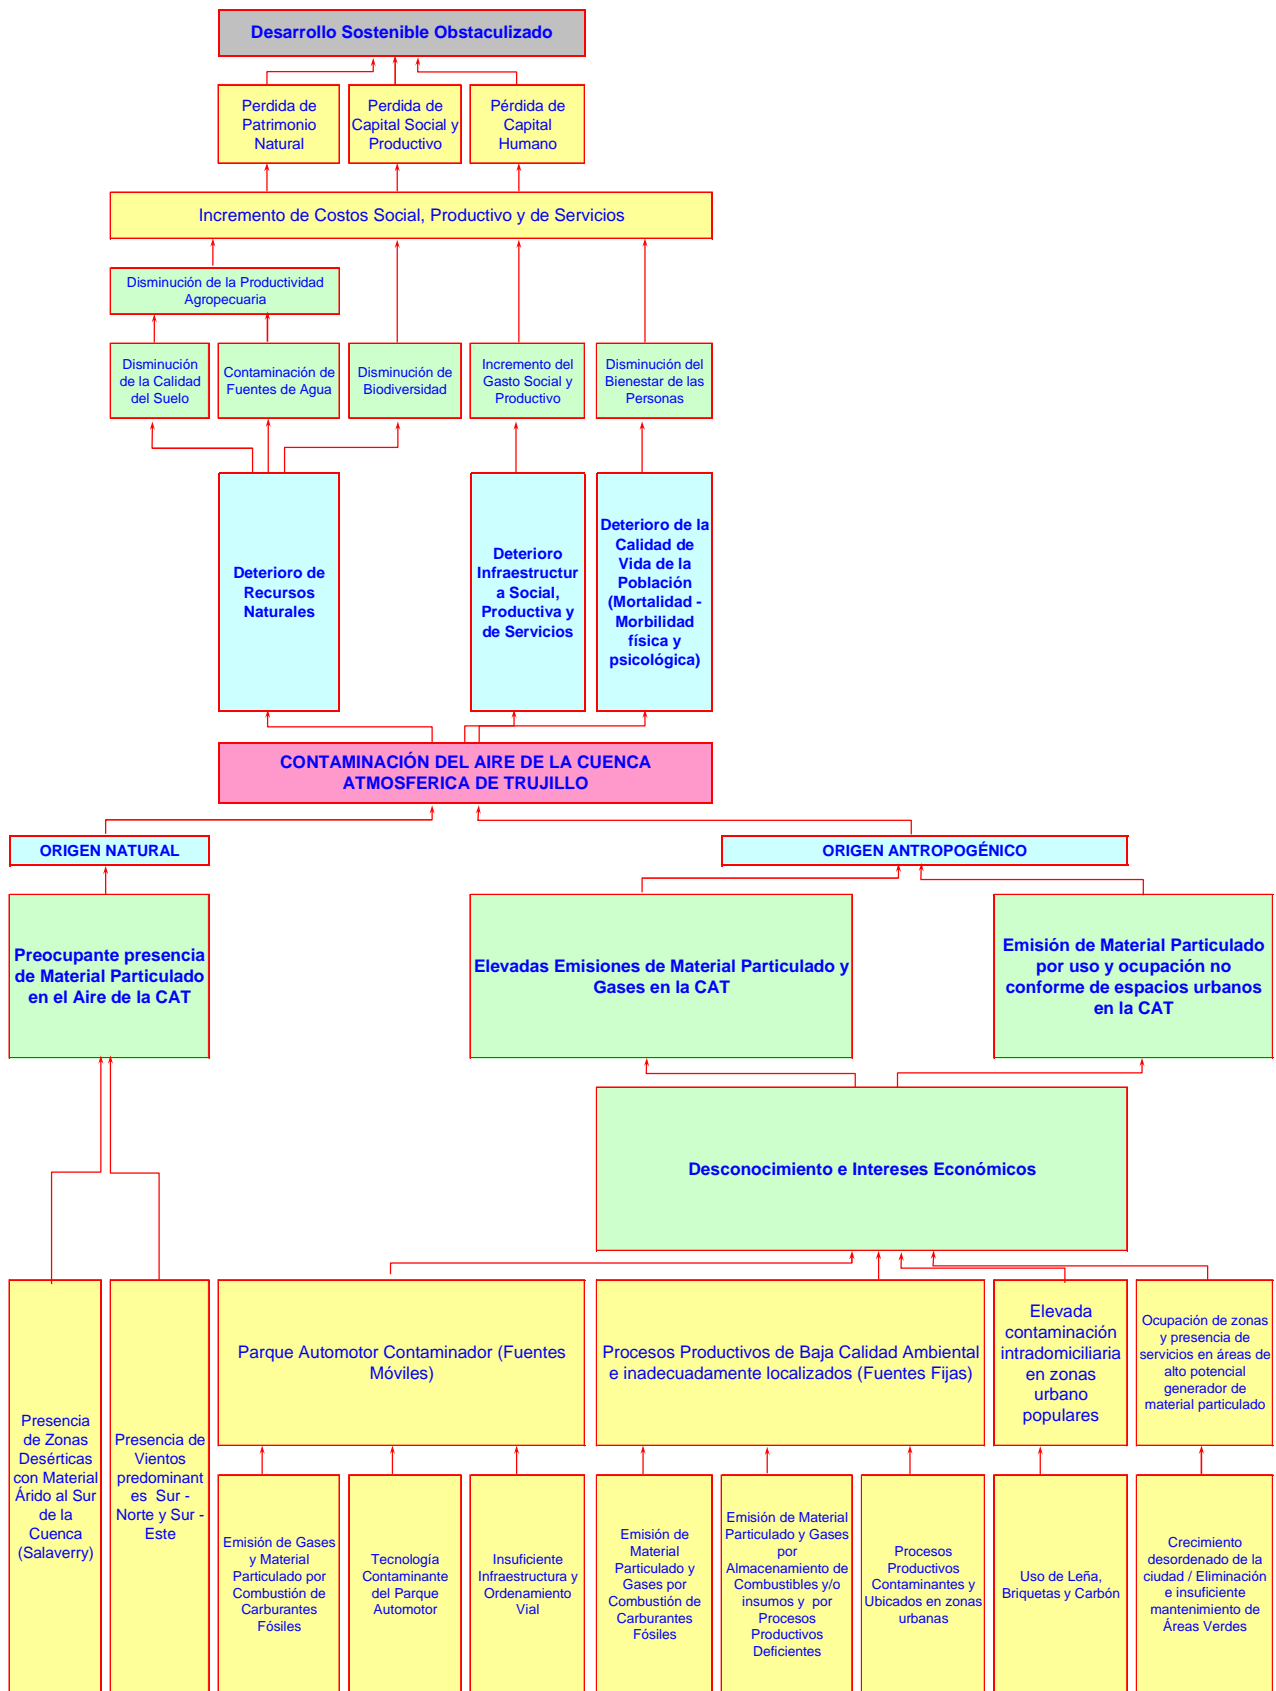 Desarrollo Sostenible Obstaculizado
Perdida de
Patrimonio
Natural
Perdida de
Capital Social y
Productivo
Pérdida de
Capital
Humano
Incremento de Costos Social, Productivo y de Servicios
Disminución de la Productividad
Agropecuaria
Disminución
de la Calidad
del Suelo
Contaminación de
Fuentes de Agua
Disminución de
Biodiversidad
Incremento del
Gasto Social y
Productivo
Disminución del
Bienestar de las
Personas
Deterioro de
Recursos
Naturales
Deterioro
Infraestructur
a Social,
Productiva y
de Servicios
Deterioro de la
Calidad de
Vida de la
Población
(Mortalidad -
Morbilidad
física y
psicológica)
CONTAMINACIÓN DEL AIRE DE LA CUENCA
ATMOSFERICA DE TRUJILLO
ORIGEN NATURAL
ORIGEN ANTROPOGÉNICO
Preocupante presencia
de Material Particulado
en el Aire de la CAT
Elevadas Emisiones de Material Particulado y
Gases en la CAT
Emisión de Material Particulado
por uso y ocupación no
conforme de espacios urbanos
en la CAT
Desconocimiento e Intereses Económicos
Presencia
de Zonas
Desérticas
con Material
Árido al Sur
de la
Cuenca
(Salaverry)
Presencia de
Vientos
predominant
es Sur -
Norte y Sur -
Este
Parque Automotor Contaminador (Fuentes
Móviles)
Procesos Productivos de Baja Calidad Ambiental
e inadecuadamente localizados (Fuentes Fijas)
Elevada
contaminación
intradomiciliaria
en zonas
urbano
populares
Ocupación de zonas
y presencia de
servicios en áreas de
alto potencial
generador de
material particulado
Emisión de Gases
y Material
Particulado por
Combustión de
Carburantes
Fósiles
Tecnología
Contaminante
del Parque
Automotor
Insuficiente
Infraestructura y
Ordenamiento
Vial
Emisión de
Material
Particulado y
Gases por
Combustión de
Carburantes
Fósiles
Emisión de Material
Particulado y Gases
por
Almacenamiento de
Combustibles y/o
insumos y por
Procesos
Productivos
Deficientes
Procesos
Productivos
Contaminantes y
Ubicados en zonas
urbanas
Uso de Leña,
Briquetas y Carbón
Crecimiento
desordenado de la
ciudad / Eliminación
e insuficiente
mantenimiento de
Áreas Verdes